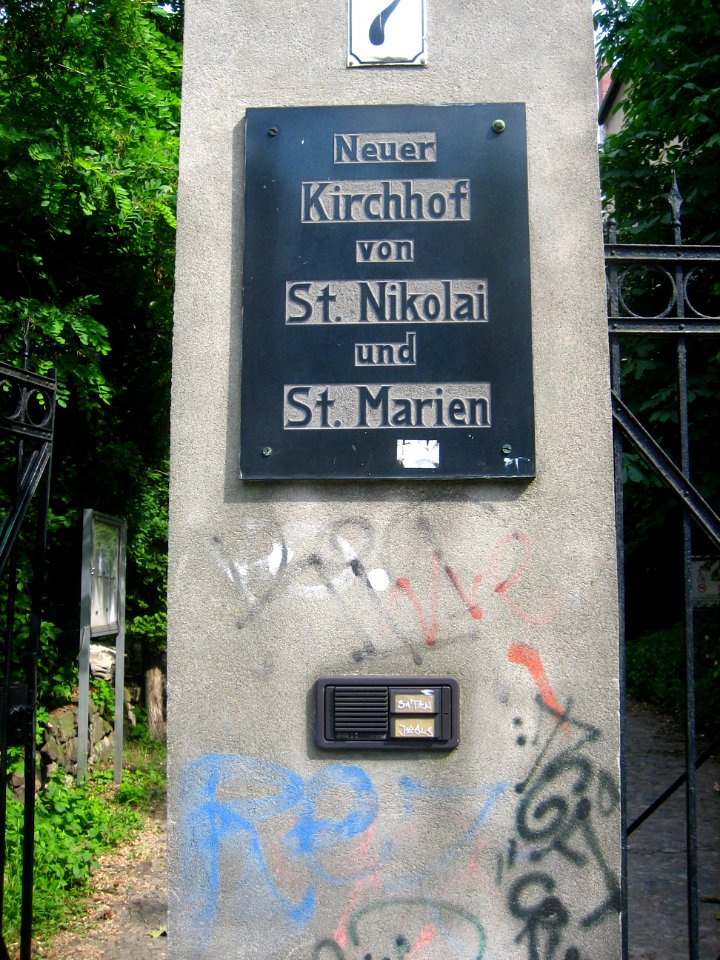 7
Neuer
Kirchhof
von
St. Nikolai
und
St. Marien